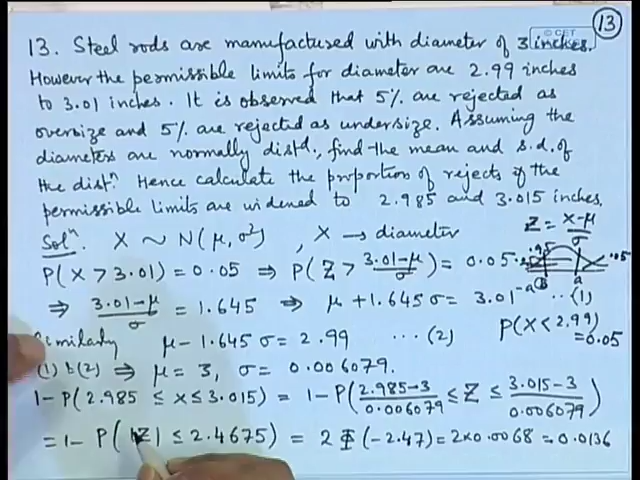 13
© CET
13. Steel rods are manufactured with diameter of 3 inches.
However the permissible limits for diameter are 2.99 inches
to 3.01 inches. It is observed that 5% are rejected as
oversize and 5% are rejected as undersize. Assuming the
diameters are normally distd., find the mean and s.d. of
the distn. Hence calculate the proportion of rejects if the
permissible limits are widened to 2.985 and 3.015 inches.
Soln. X ~ N(μ, σ²), X → diameter
Z = (X-μ)/σ
P(X > 3.01) = 0.05 ⇒ P(Z > (3.01-μ)/σ) = 0.05
.05
-a a
⇒ (3.01-μ)/σ = 1.645 ⇒ μ + 1.645 σ = 3.01 ... (1)
P(X < 2.99) = 0.05
Similarly μ - 1.645 σ = 2.99 ... (2)
(1) & (2) ⇒ μ = 3, σ = 0.006079.
1 - P(2.985 ≤ X ≤ 3.015) = 1 - P((2.985-3)/0.006079 ≤ Z ≤ (3.015-3)/0.006079)
= 1 - P(|Z| ≤ 2.4675) = 2 Φ(-2.47) = 2×0.0068 = 0.0136